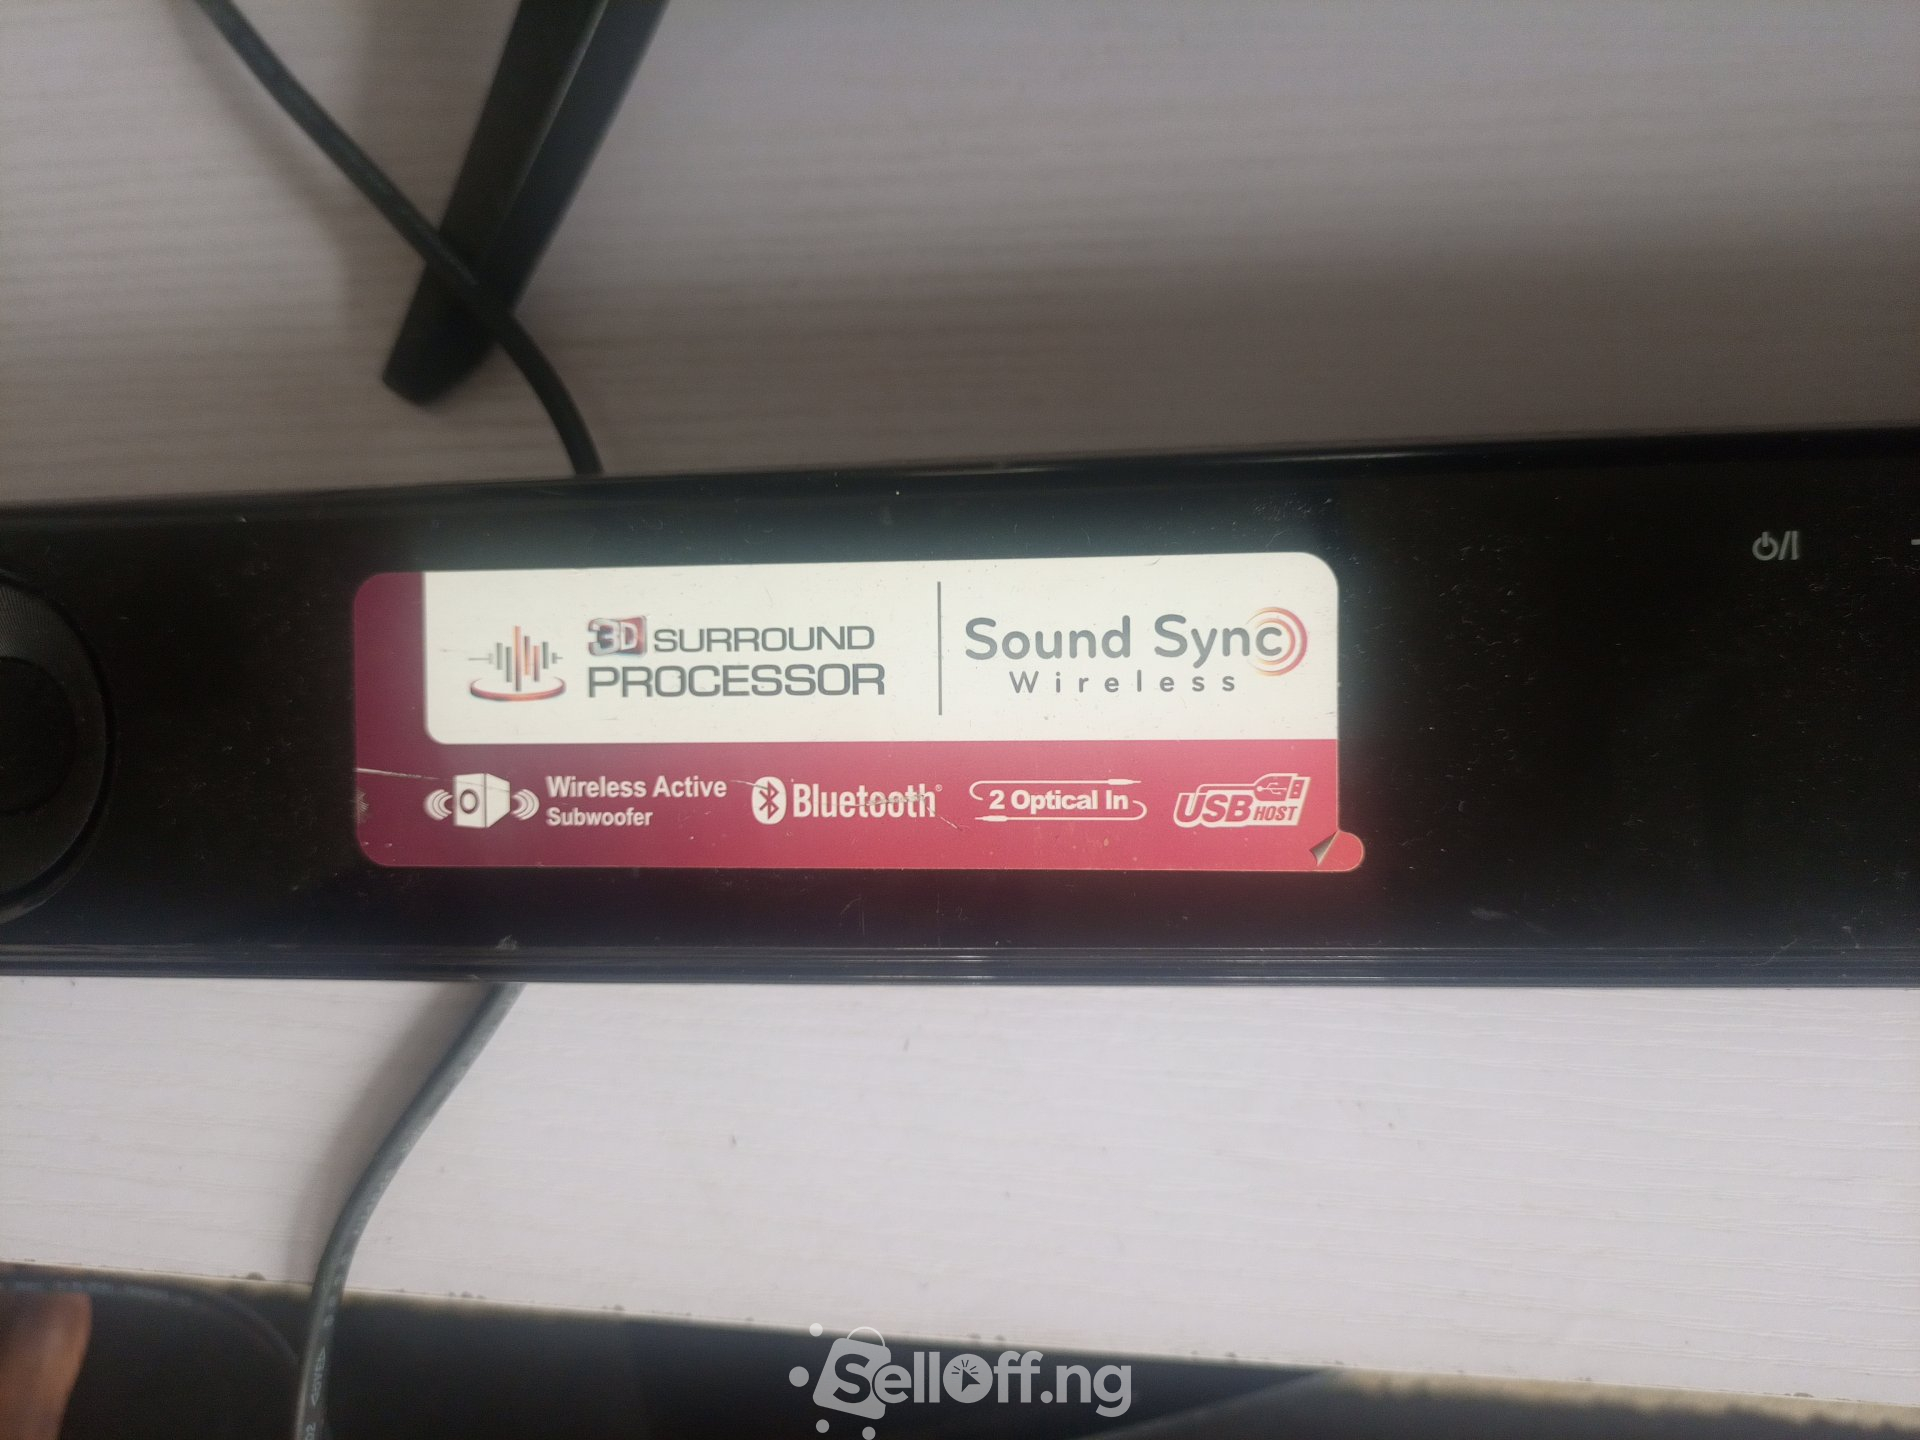 3D SURROUND
PROCESSOR
Sound Sync
Wireless
Wireless Active
Subwoofer
Bluetooth®
2 Optical In
USB HOST
SellOff.ng